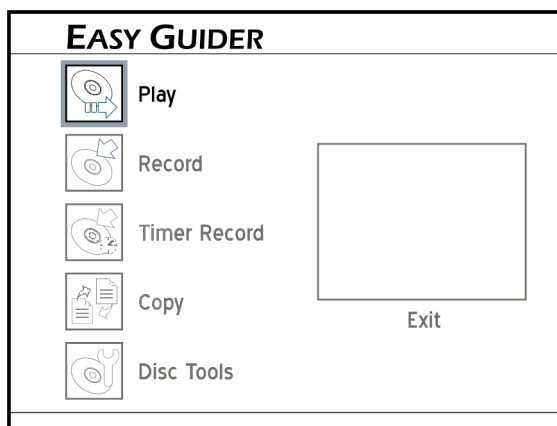 EASY GUIDER
Play
Record
Timer Record
Copy
Exit
Disc Tools